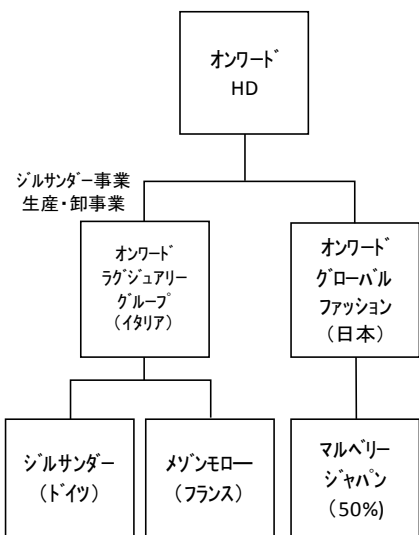 オンワード
HD
ジルサンダー事業
生産・卸事業
オンワード
ラグジュアリー
グループ
(イタリア)
オンワード
グローバル
ファッション
(日本)
ジルサンダー
(ドイツ)
メゾンモロー
(フランス)
マルベリー
ジャパン
(50%)